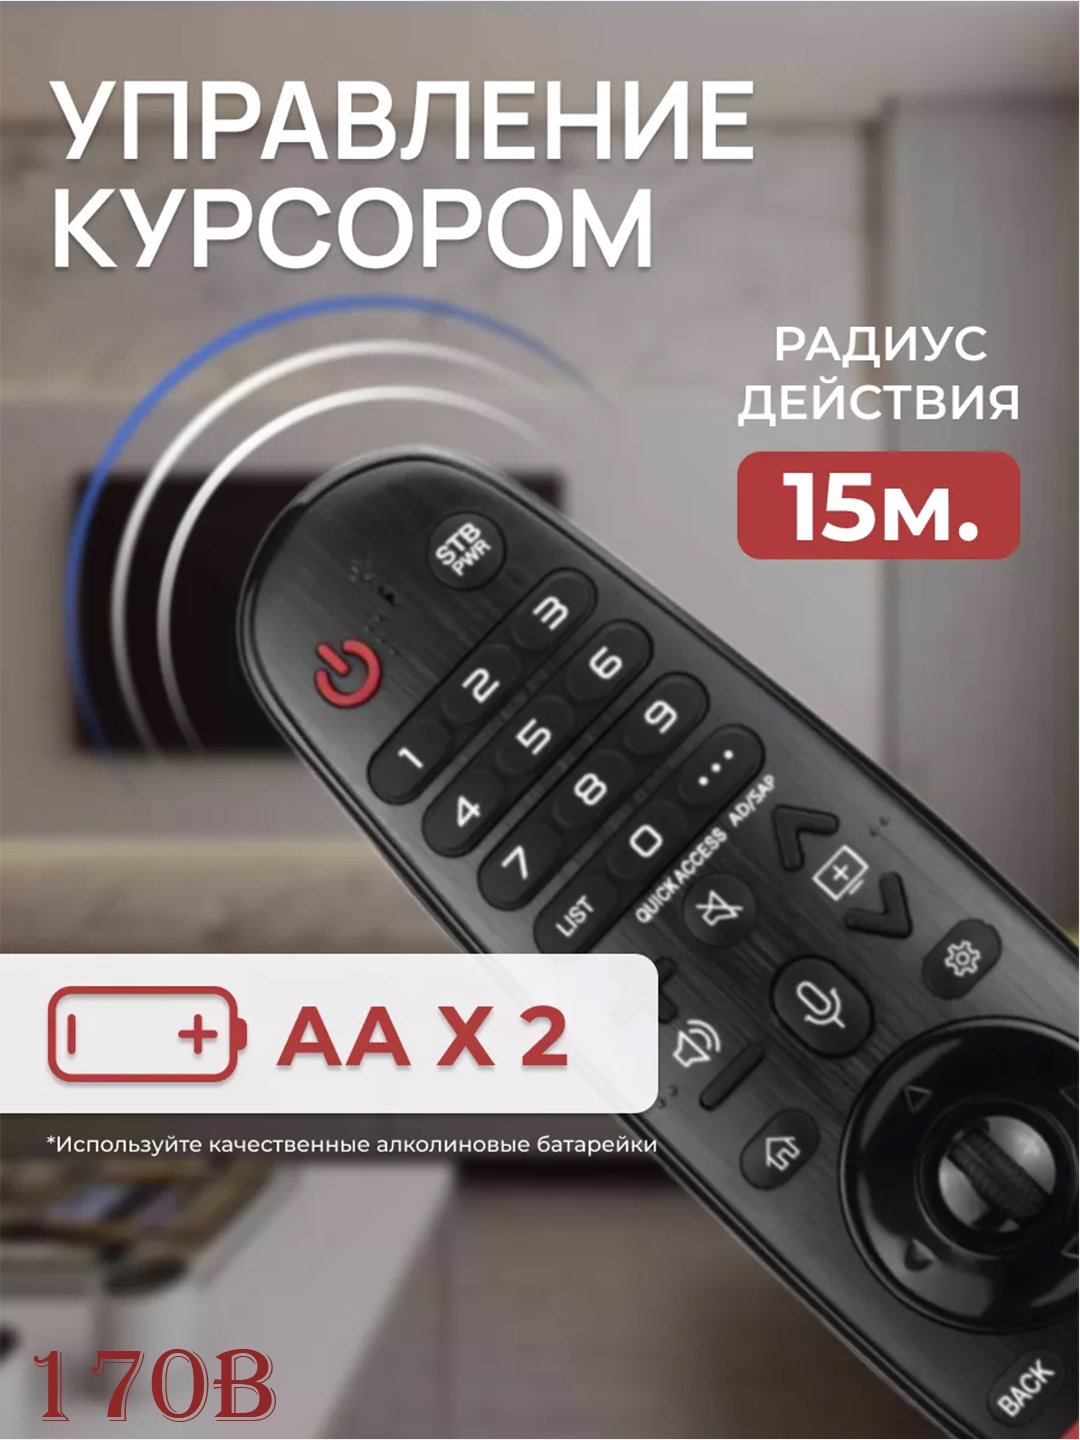 УПРАВЛЕНИЕ
КУРСОРОМ
РАДИУС
ДЕЙСТВИЯ
15м.
STB
PWR
1 2 3
4 5 6
7 8 9
LIST 0 ...
QUICK ACCESS AD/SAP
AA X 2
*Используйте качественные алколиновые батарейки
BACK
170B